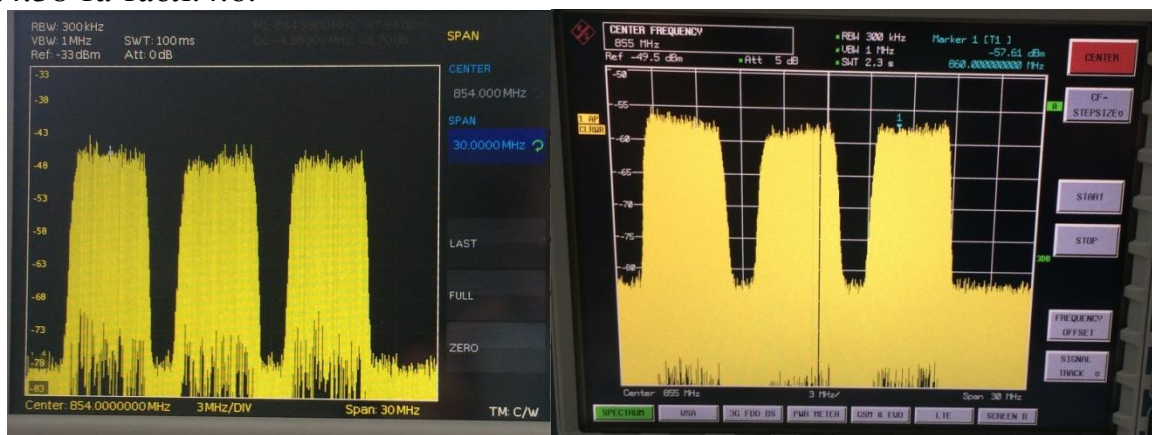 RBW: 300 kHz
VBW: 1 MHz SWT: 100 ms
Ref: -33 dBm Att: 0 dB
SPAN
CENTER
854.000 MHz
SPAN
30.0000 MHz
LAST
FULL
ZERO
-33
-38
-43
-48
-53
-58
-63
-68
-73
-78
-83
Center: 854.0000000 MHz 3 MHz/DIV Span: 30 MHz TM: C/W
CENTER FREQUENCY
855 MHz
RBW 300 kHz
VBW 1 MHz
SWT 2.3 s
Marker 1 [T1 ]
-57.61 dBm
860.000000000 MHz
Ref -49.5 dBm Att 5 dB
1 AP
CLRWR
-50
-55
-60
-65
-70
-75
-80
1
A
3DB
Center 855 MHz 3 MHz/ Span 30 MHz
CENTER
CF-
STEPSIZE
START
STOP
FREQUENCY
OFFSET
SIGNAL
TRACK
SPECTRUM VSA 3G FDD BS PWR METER GSM & EVO LTE SCREEN B